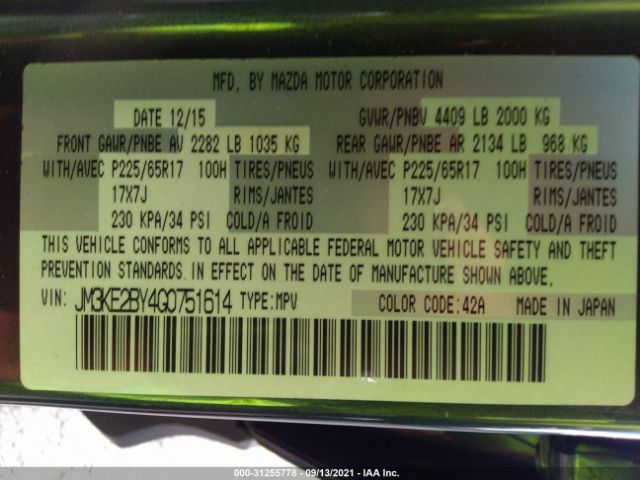 MFD. BY MAZDA MOTOR CORPORATION
DATE 12/15 GVWR/PNBV 4409 LB 2000 KG
FRONT GAWR/PNBE AV 2282 LB 1035 KG REAR GAWR/PNBE AR 2134 LB 968 KG
WITH/AVEC P225/65R17 100H TIRES/PNEUS WITH/AVEC P225/65R17 100H TIRES/PNEUS
17X7J RIMS/JANTES 17X7J RIMS/JANTES
230 KPA/34 PSI COLD/A FROID 230 KPA/34 PSI COLD/A FROID
THIS VEHICLE CONFORMS TO ALL APPLICABLE FEDERAL MOTOR VEHICLE SAFETY AND THEFT
PREVENTION STANDARDS IN EFFECT ON THE DATE OF MANUFACTURE SHOWN ABOVE.
VIN: JM3KE2BY4G0751614 TYPE:MPV COLOR CODE:42A MADE IN JAPAN
000-31255778 - 09/13/2021 - IAA Inc.